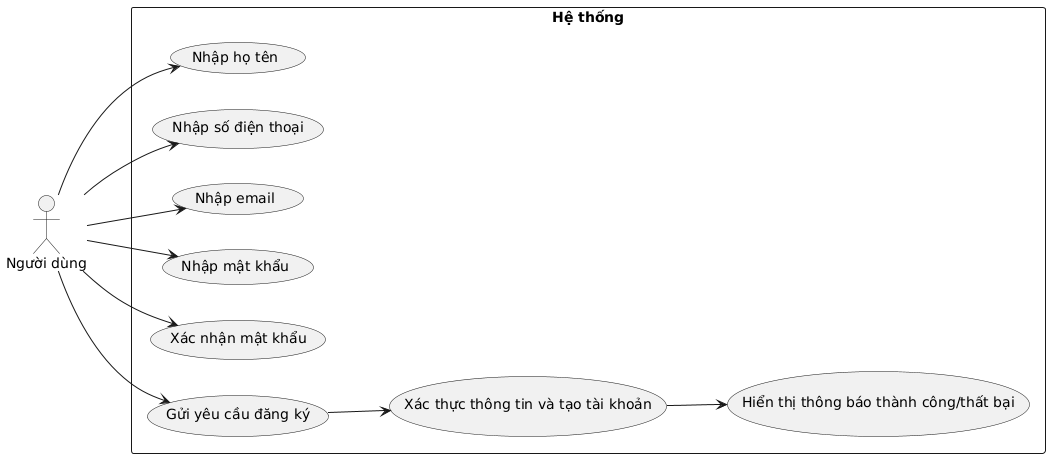 Hệ thống
Nhập họ tên
Nhập số điện thoại
Nhập email
Người dùng
Nhập mật khẩu
Xác nhận mật khẩu
Gửi yêu cầu đăng ký
Xác thực thông tin và tạo tài khoản
Hiển thị thông báo thành công/thất bại